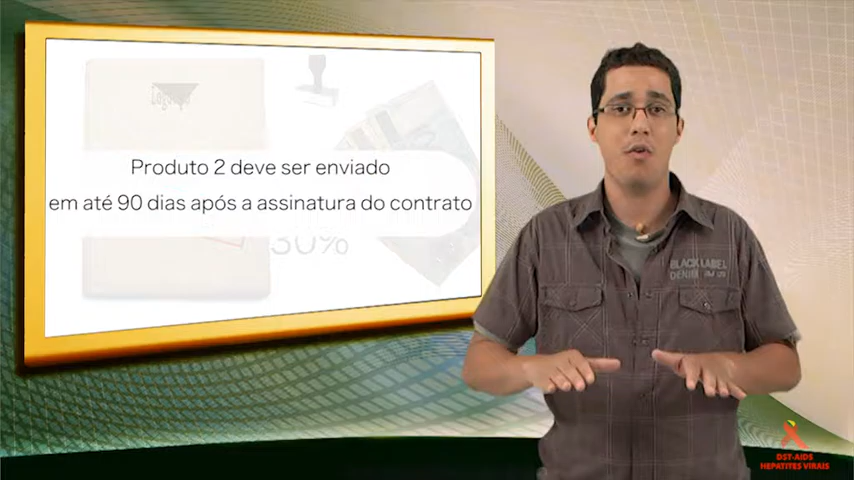 Produto 2 deve ser enviado
em até 90 dias após a assinatura do contrato
30%
BLACK LABEL
DENIM
DST-AIDS
HEPATITES VIRAIS